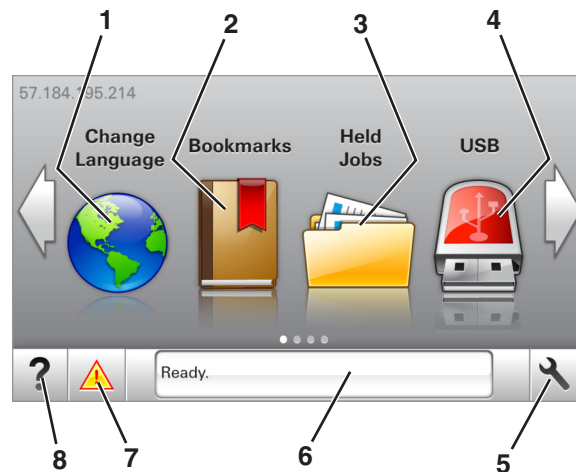 1 2 3 4
57.184.195.214
Change
Language
Bookmarks
Held
Jobs
USB
?
Ready.
8 7 6 5